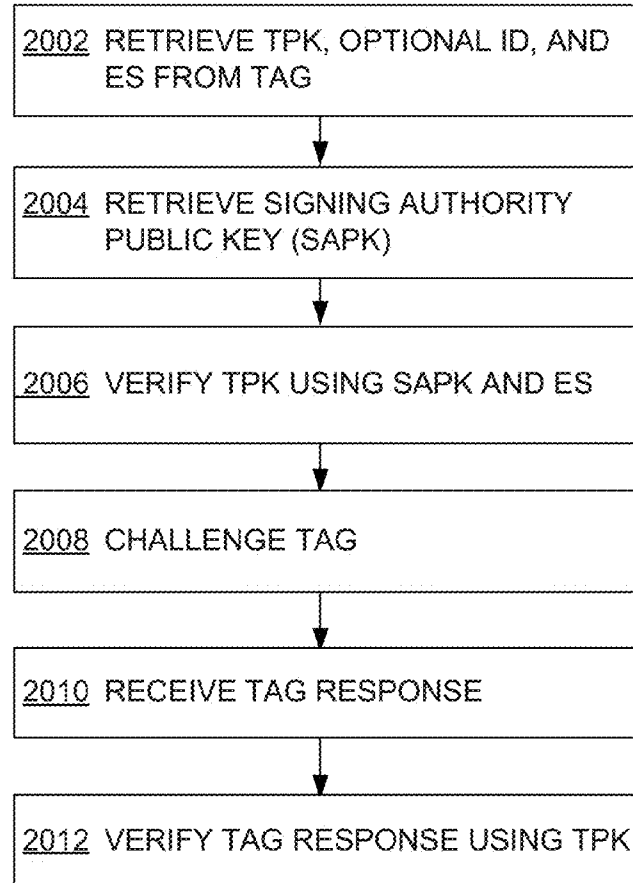 2002 RETRIEVE TPK, OPTIONAL ID, AND
ES FROM TAG
2004 RETRIEVE SIGNING AUTHORITY
PUBLIC KEY (SAPK)
2006 VERIFY TPK USING SAPK AND ES
2008 CHALLENGE TAG
2010 RECEIVE TAG RESPONSE
2012 VERIFY TAG RESPONSE USING TPK